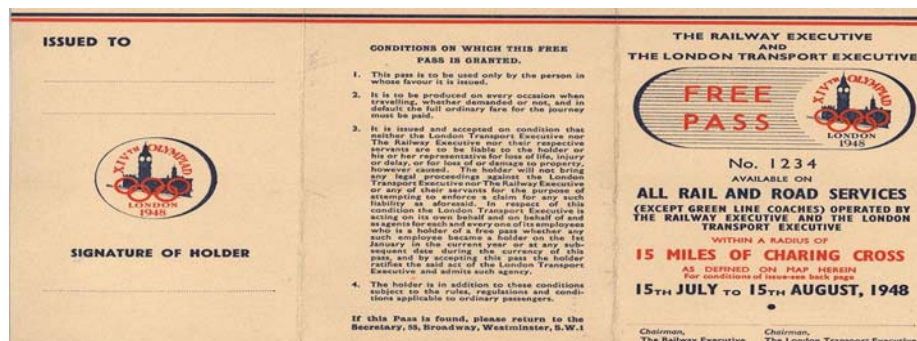 ISSUED TO
XIVTH OLYMPIAD
LONDON
1948
SIGNATURE OF HOLDER
CONDITIONS ON WHICH THIS FREE
PASS IS GRANTED.
1. This pass is to be used only by the person in
whose favour it is issued.
2. It is to be produced on every occasion when
travelling, whether demanded or not, and in
default the full ordinary fare for the journey
must be paid.
3. It is issued and accepted on condition that
neither the London Transport Executive nor
The Railway Executive nor their respective
servants are to be liable to the holder or
his or her representative for loss of life, injury
or delay, or for loss of or damage to property,
however caused. The holder will not bring
any legal proceedings against the London
Transport Executive nor The Railway Executive
or any of their servants for the purpose of
attempting to enforce a claim for any such
liability as aforesaid. In respect of this
condition the London Transport Executive is
acting on its own behalf and on behalf of and
as agents for each and every one of its employees
who is a holder of a free pass whether any
such employee became a holder on the 1st
January in the current year or at any sub-
sequent date during the currency of this
pass, and by accepting this pass the holder
ratifies the said act of the London Transport
Executive and admits such agency.
4. The holder is in addition to these conditions
subject to the rules, regulations and condi-
tions applicable to ordinary passengers.
If this Pass is found, please return to the
Secretary, 55, Broadway, Westminster, S.W.1
THE RAILWAY EXECUTIVE
AND
THE LONDON TRANSPORT EXECUTIVE
FREE
PASS
XIVTH OLYMPIAD
LONDON
1948
No. 1234
AVAILABLE ON
ALL RAIL AND ROAD SERVICES
(EXCEPT GREEN LINE COACHES) OPERATED BY
THE RAILWAY EXECUTIVE AND THE LONDON
TRANSPORT EXECUTIVE
WITHIN A RADIUS OF
15 MILES OF CHARING CROSS
AS DEFINED ON MAP HEREIN
For conditions of issue-see back page
15TH JULY TO 15TH AUGUST, 1948
Chairman, Chairman,
The Railway Executive The London Transport Executive